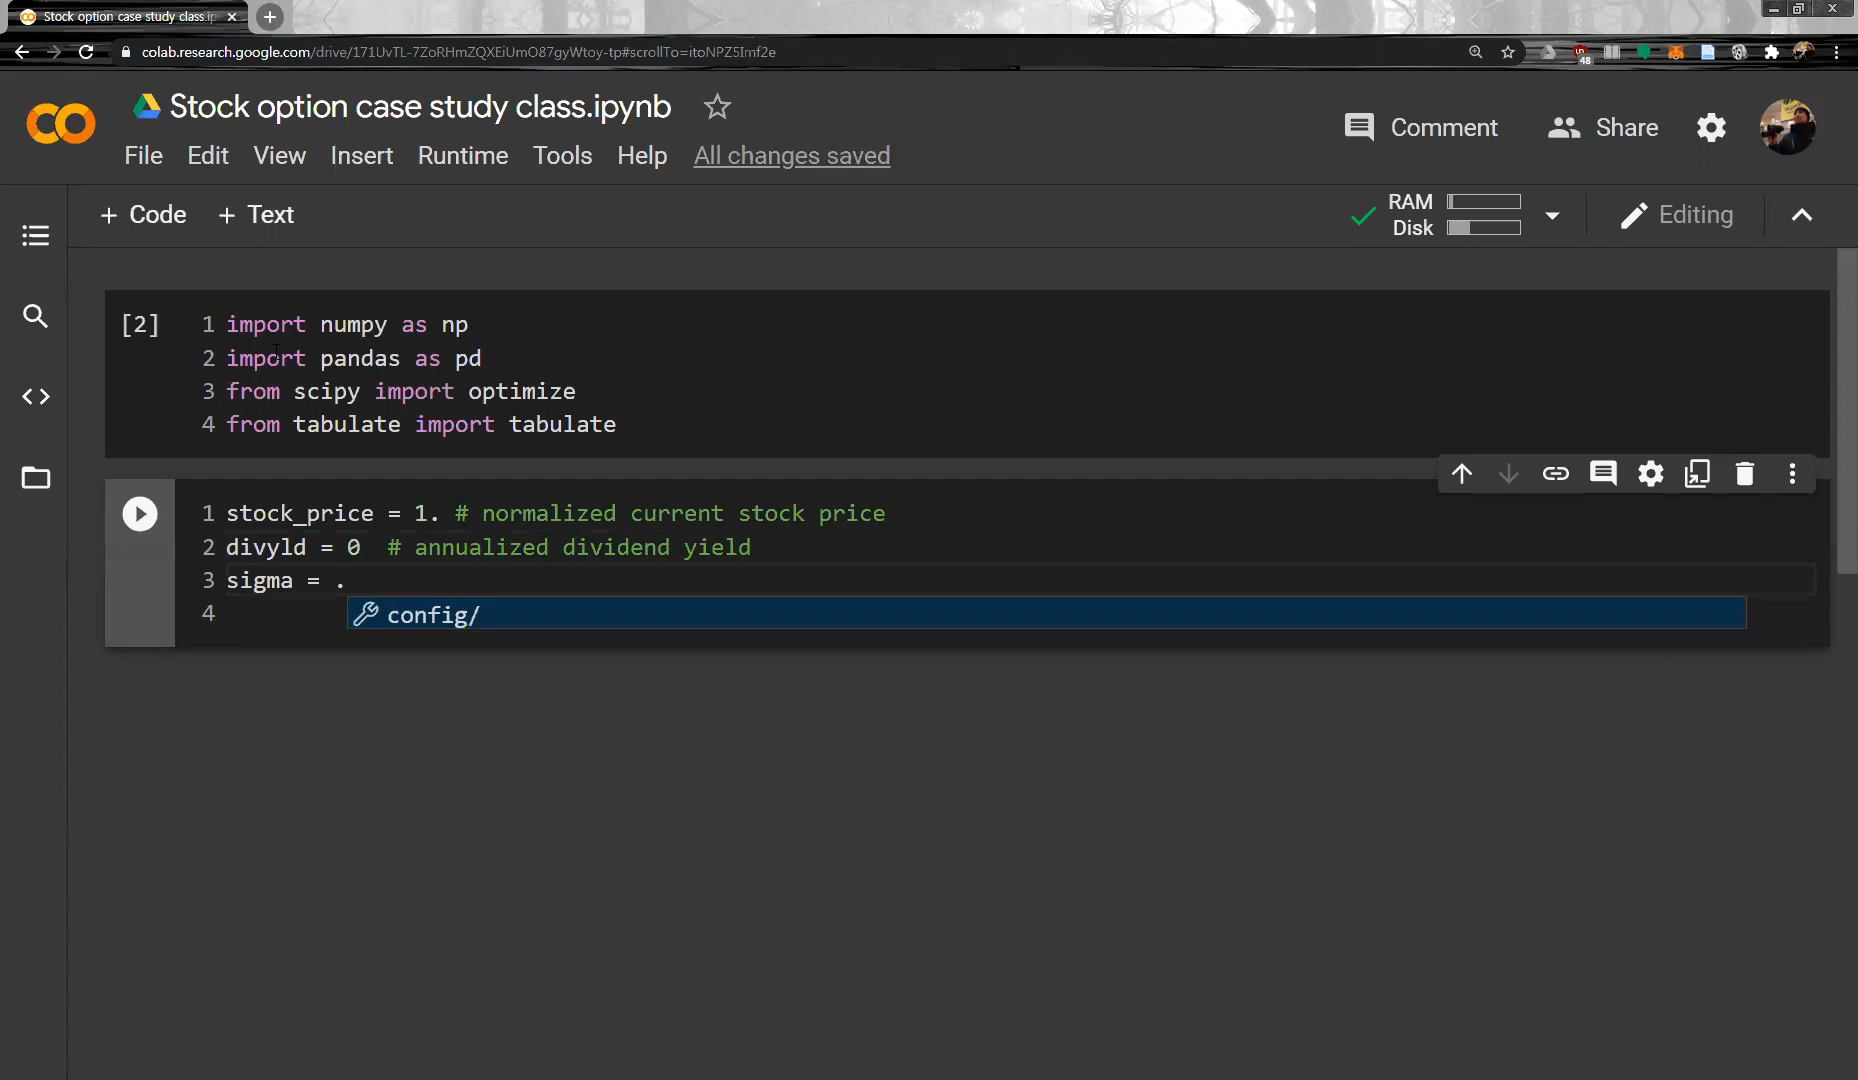 Stock option case study class.ip
colab.research.google.com/drive/171UvTL-7ZoRHmZQXEiUmO87gyWtoy-tp#scrollTo=itoNPZ5Imf2e
48
Stock option case study class.ipynb
Comment
Share
File Edit View Insert Runtime Tools Help All changes saved
+ Code + Text
RAM
Disk
Editing
[2]
1 import numpy as np
2 import pandas as pd
3 from scipy import optimize
4 from tabulate import tabulate
1 stock_price = 1. # normalized current stock price
2 divyld = 0 # annualized dividend yield
3 sigma = .
4
config/